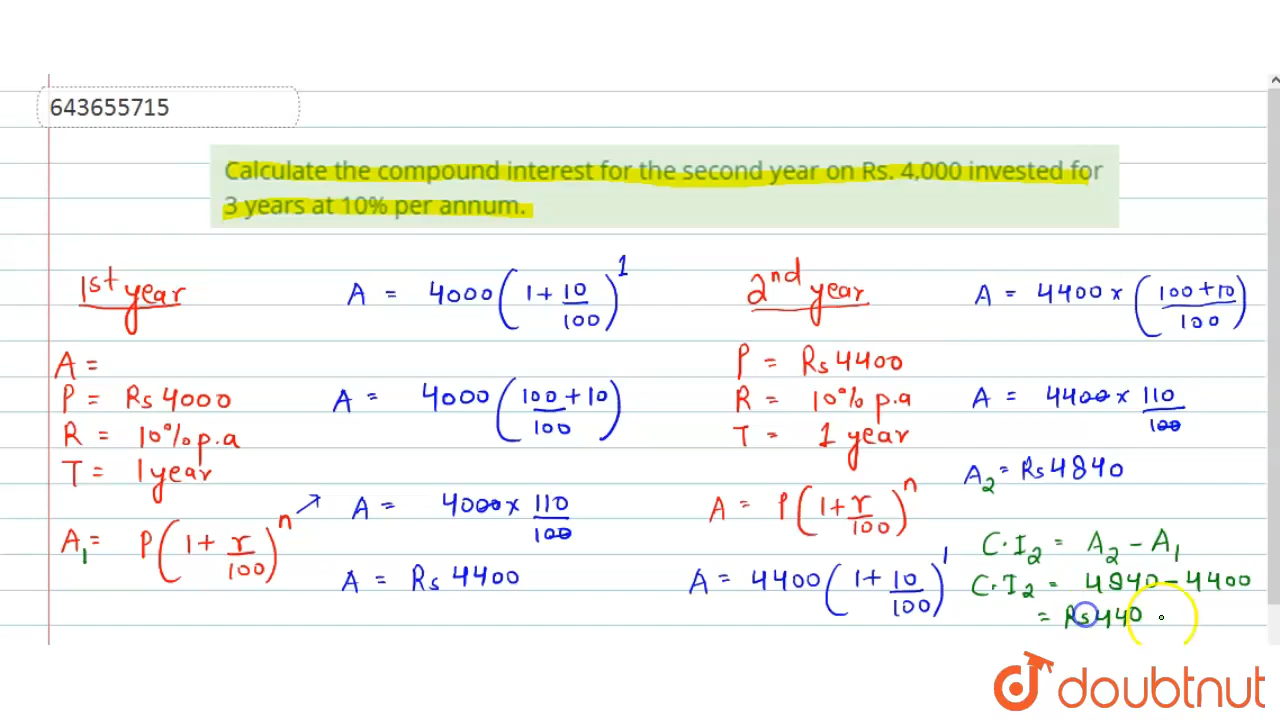 643655715
Calculate the compound interest for the second year on Rs. 4,000 invested for
3 years at 10% per annum.
1st year
A =
P = Rs 4000
R = 10% p.a
T = 1 year
A₁ = P(1 + r/100)ⁿ
A = 4000(1 + 10/100)¹
A = 4000(100 + 10/100)
A = 4000 × 110/100
A = Rs 4400
2nd year
P = Rs 4400
R = 10% p.a
T = 1 year
A = P(1 + r/100)ⁿ
A = 4400(1 + 10/100)¹
A = 4400 × (100 + 10/100)
A = 4400 × 110/100
A₂ = Rs 4840
C.I₂ = A₂ - A₁
C.I₂ = 4840 - 4400
= Rs 440
doubtnut